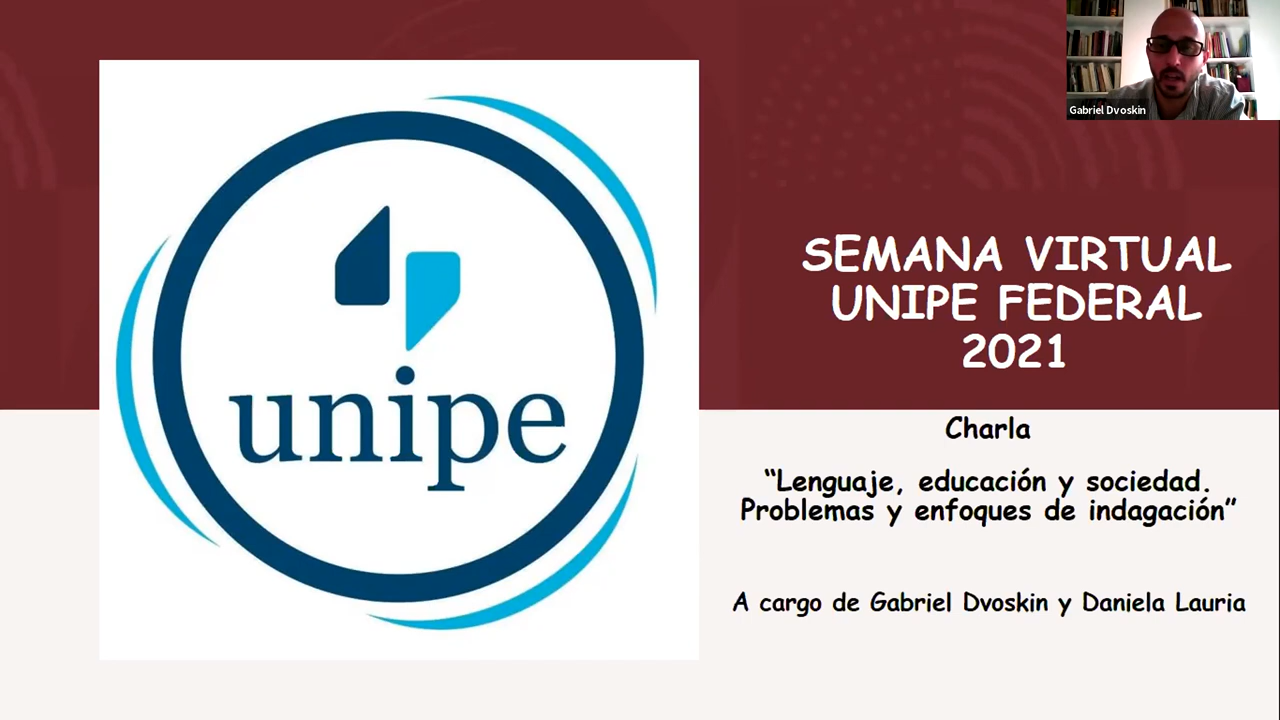 Gabriel Dvoskin
unipe
SEMANA VIRTUAL
UNIPE FEDERAL
2021
Charla
“Lenguaje, educación y sociedad.
Problemas y enfoques de indagación”
A cargo de Gabriel Dvoskin y Daniela Lauria